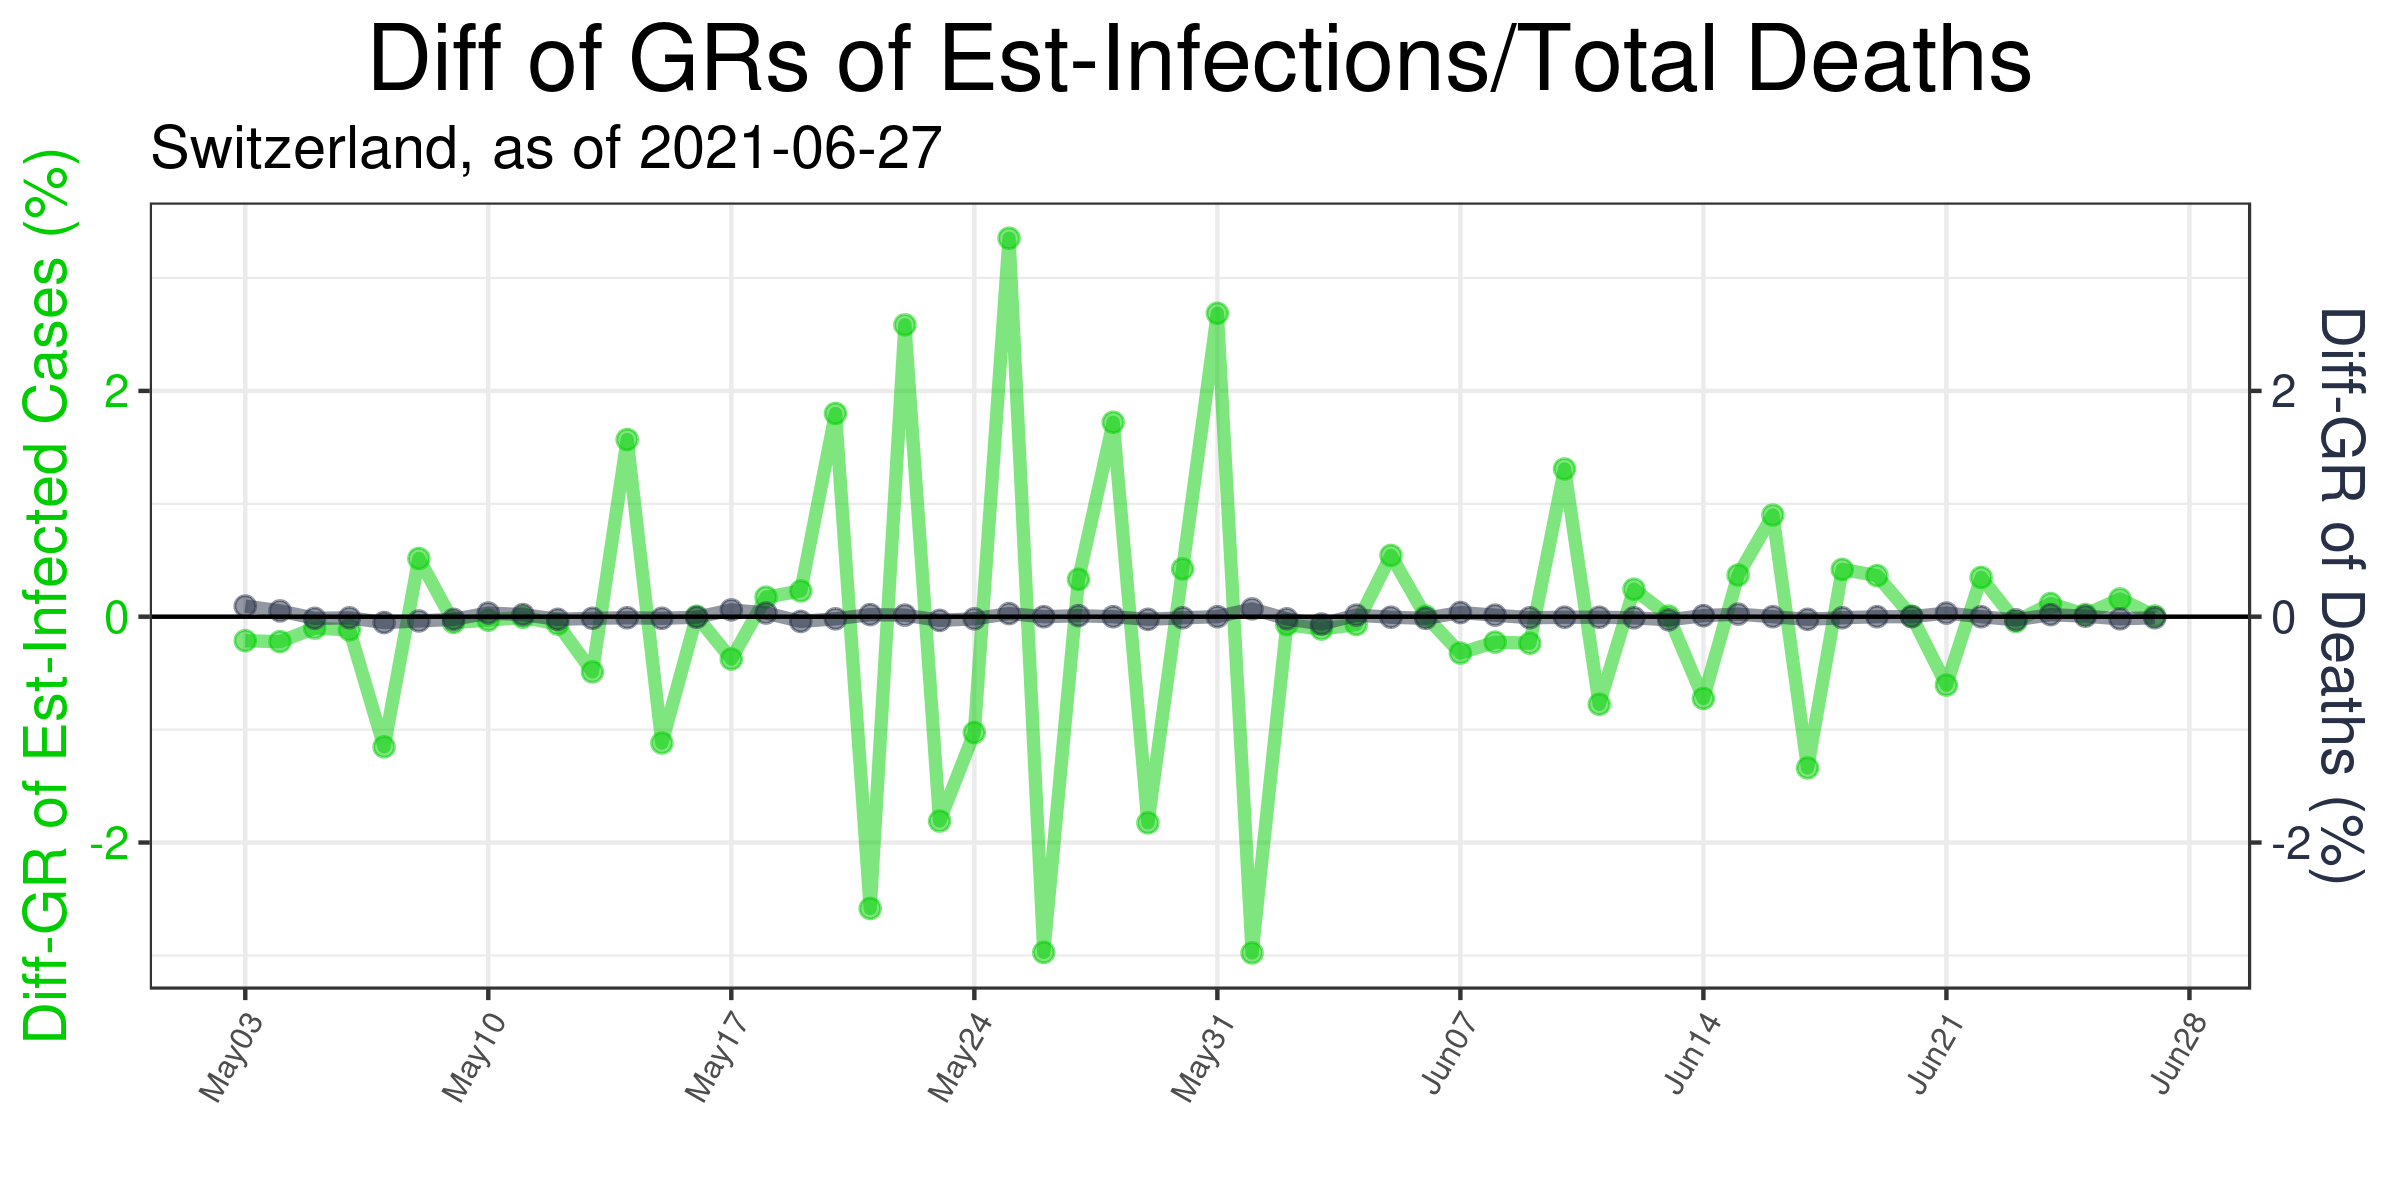 Diff of GRs of Est-Infections/Total Deaths
Switzerland, as of 2021-06-27
Diff-GR of Est-Infected Cases (%)
2
0
-2
2
0
-2
Diff-GR of Deaths (%)
May03
May10
May17
May24
May31
Jun07
Jun14
Jun21
Jun28